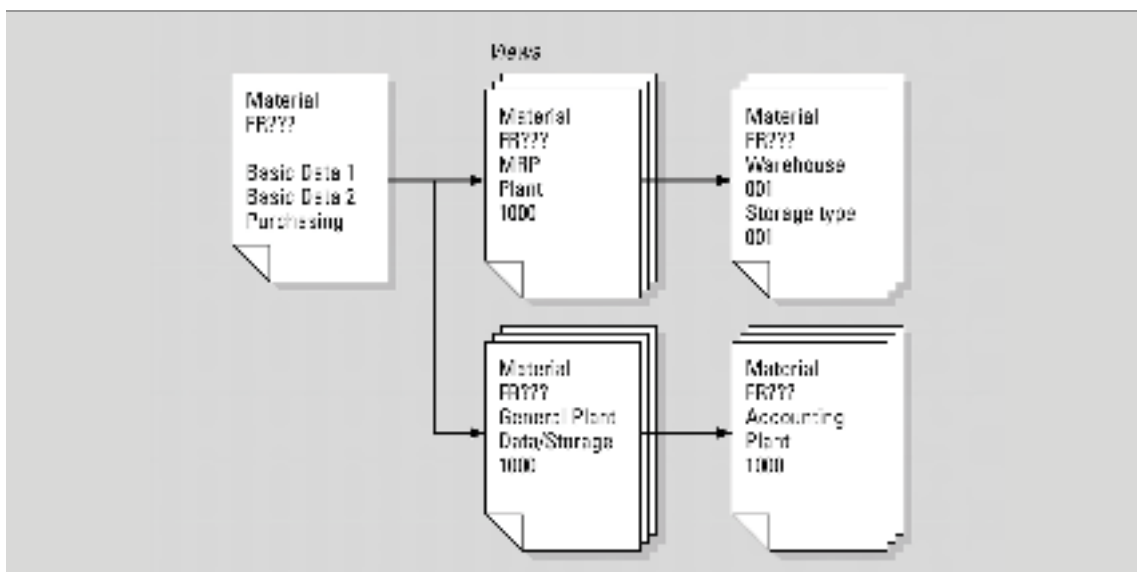 Views
Material
FR???
Basic Data 1
Basic Data 2
Purchasing
Material
FR???
MRP
Plant
1000
Material
FR???
Warehouse
001
Storage type
001
Material
FR???
General Plant
Data/Storage
1000
Material
FR???
Accounting
Plant
1000